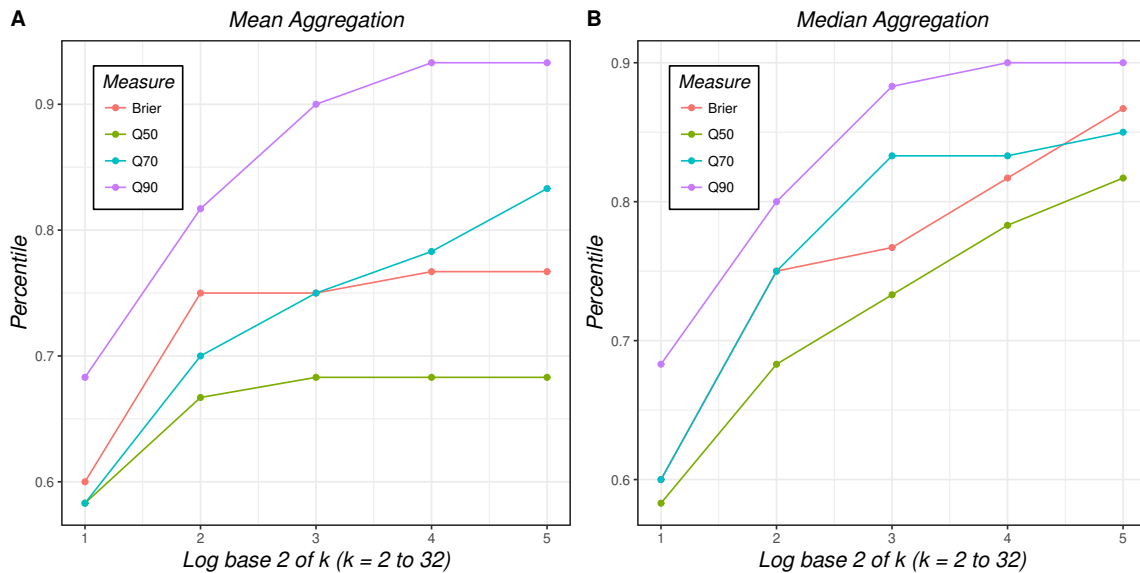 A
Mean Aggregation
Measure
Brier
Q50
Q70
Q90
Percentile
0.9
0.8
0.7
0.6
1 2 3 4 5
Log base 2 of k (k = 2 to 32)
B
Median Aggregation
Measure
Brier
Q50
Q70
Q90
Percentile
0.9
0.8
0.7
0.6
1 2 3 4 5
Log base 2 of k (k = 2 to 32)